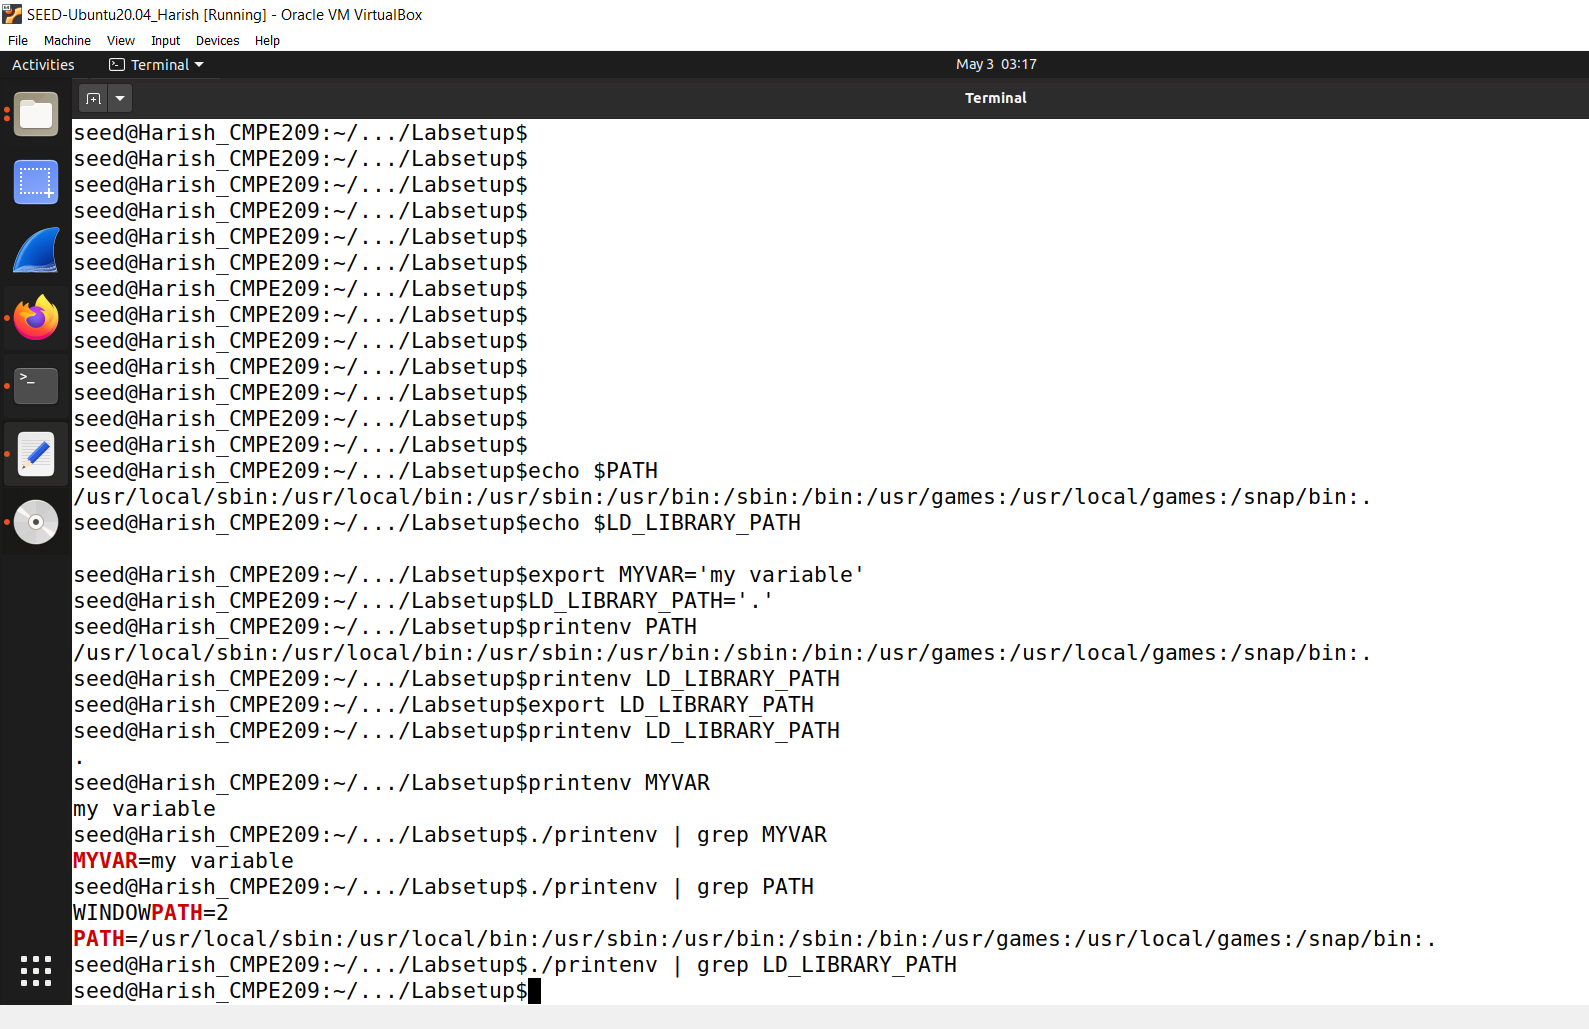 SEED-Ubuntu20.04_Harish [Running] - Oracle VM VirtualBox
File Machine View Input Devices Help
Activities Terminal May 3 03:17
Terminal
seed@Harish_CMPE209:~/.../Labsetup$
seed@Harish_CMPE209:~/.../Labsetup$
seed@Harish_CMPE209:~/.../Labsetup$
seed@Harish_CMPE209:~/.../Labsetup$
seed@Harish_CMPE209:~/.../Labsetup$
seed@Harish_CMPE209:~/.../Labsetup$
seed@Harish_CMPE209:~/.../Labsetup$
seed@Harish_CMPE209:~/.../Labsetup$
seed@Harish_CMPE209:~/.../Labsetup$
seed@Harish_CMPE209:~/.../Labsetup$
seed@Harish_CMPE209:~/.../Labsetup$
seed@Harish_CMPE209:~/.../Labsetup$
seed@Harish_CMPE209:~/.../Labsetup$
seed@Harish_CMPE209:~/.../Labsetup$echo $PATH
/usr/local/sbin:/usr/local/bin:/usr/sbin:/usr/bin:/sbin:/bin:/usr/games:/usr/local/games:/snap/bin:.
seed@Harish_CMPE209:~/.../Labsetup$echo $LD_LIBRARY_PATH
seed@Harish_CMPE209:~/.../Labsetup$export MYVAR='my variable'
seed@Harish_CMPE209:~/.../Labsetup$LD_LIBRARY_PATH='.'
seed@Harish_CMPE209:~/.../Labsetup$printenv PATH
/usr/local/sbin:/usr/local/bin:/usr/sbin:/usr/bin:/sbin:/bin:/usr/games:/usr/local/games:/snap/bin:.
seed@Harish_CMPE209:~/.../Labsetup$printenv LD_LIBRARY_PATH
seed@Harish_CMPE209:~/.../Labsetup$export LD_LIBRARY_PATH
seed@Harish_CMPE209:~/.../Labsetup$printenv LD_LIBRARY_PATH
.
seed@Harish_CMPE209:~/.../Labsetup$printenv MYVAR
my variable
seed@Harish_CMPE209:~/.../Labsetup$./printenv | grep MYVAR
MYVAR=my variable
seed@Harish_CMPE209:~/.../Labsetup$./printenv | grep PATH
WINDOWPATH=2
PATH=/usr/local/sbin:/usr/local/bin:/usr/sbin:/usr/bin:/sbin:/bin:/usr/games:/usr/local/games:/snap/bin:.
seed@Harish_CMPE209:~/.../Labsetup$./printenv | grep LD_LIBRARY_PATH
seed@Harish_CMPE209:~/.../Labsetup$